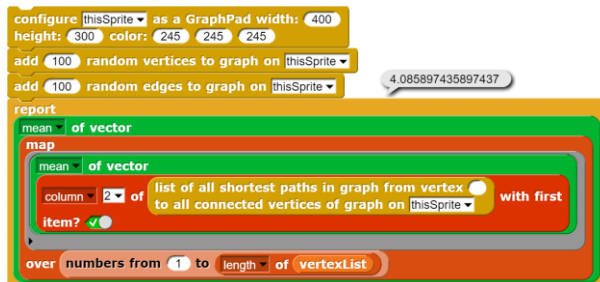 configure thisSprite as a GraphPad width: 400
height: 300 color: 245 245 245
add 100 random vertices to graph on thisSprite
add 100 random edges to graph on thisSprite
4.085897435897437
report
mean of vector
map
mean of vector
column 2 of list of all shortest paths in graph from vertex
to all connected vertices of graph on thisSprite with first
item?
over numbers from 1 to length of vertexList